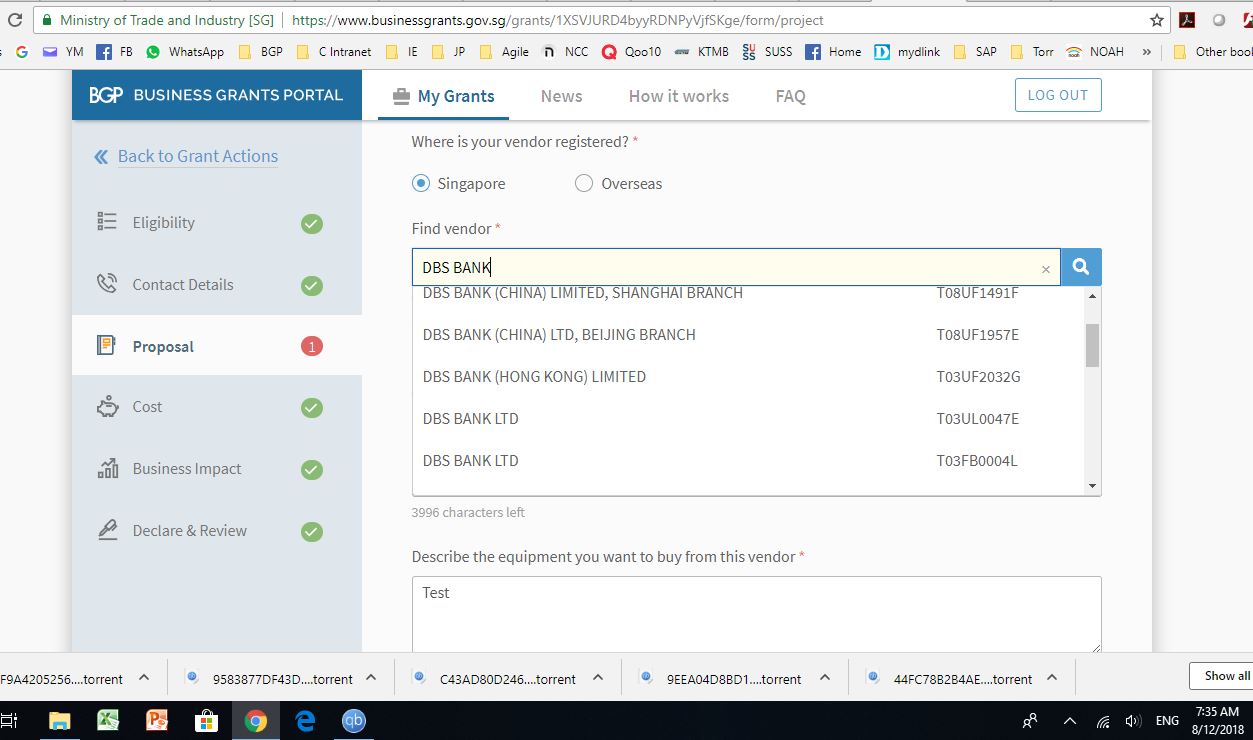 Ministry of Trade and Industry [SG] https://www.businessgrants.gov.sg/grants/1XSVJURD4byyRDNPyVjfSKge/form/project
YM FB WhatsApp BGP C Intranet IE JP Agile NCC Qoo10 KTMB SUSS Home mydlink SAP Torr NOAH » Other bool
BGP BUSINESS GRANTS PORTAL My Grants News How it works FAQ LOG OUT
Back to Grant Actions
Eligibility
Contact Details
Proposal 1
Cost
Business Impact
Declare & Review
Where is your vendor registered? *
Singapore Overseas
Find vendor *
DBS BANK ×
DBS BANK (CHINA) LIMITED, SHANGHAI BRANCH T08UF1491F
DBS BANK (CHINA) LTD, BEIJING BRANCH T08UF1957E
DBS BANK (HONG KONG) LIMITED T03UF2032G
DBS BANK LTD T03UL0047E
DBS BANK LTD T03FB0004L
3996 characters left
Describe the equipment you want to buy from this vendor *
Test
F9A4205256....torrent 9583877DF43D....torrent C43AD80D246....torrent 9EEA04D8BD1....torrent 44FC78B2B4AE....torrent Show all
qb ENG 7:35 AM
8/12/2018